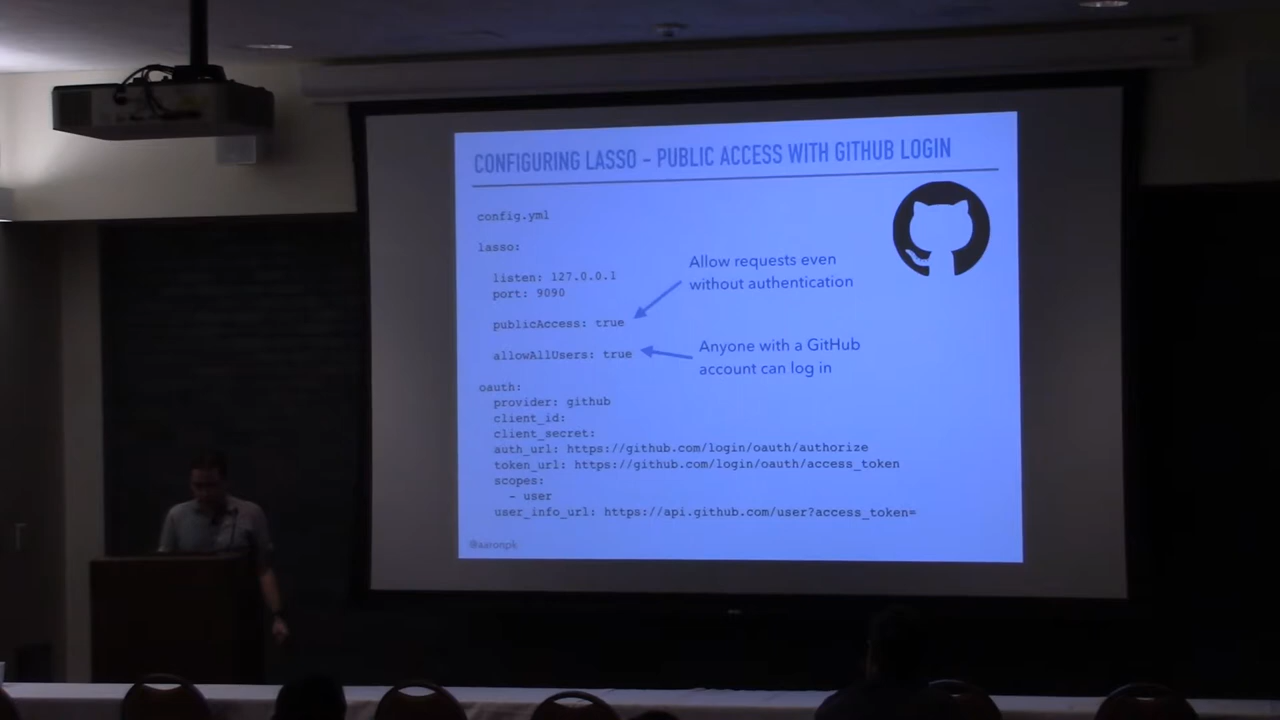 CONFIGURING LASSO - PUBLIC ACCESS WITH GITHUB LOGIN
config.yml
lasso:
listen: 127.0.0.1
port: 9090
Allow requests even
without authentication
publicAccess: true
allowAllUsers: true
Anyone with a GitHub
account can log in
oauth:
provider: github
client_id:
client_secret:
auth_url: https://github.com/login/oauth/authorize
token_url: https://github.com/login/oauth/access_token
scopes:
- user
user_info_url: https://api.github.com/user?access_token=
@aaronpk